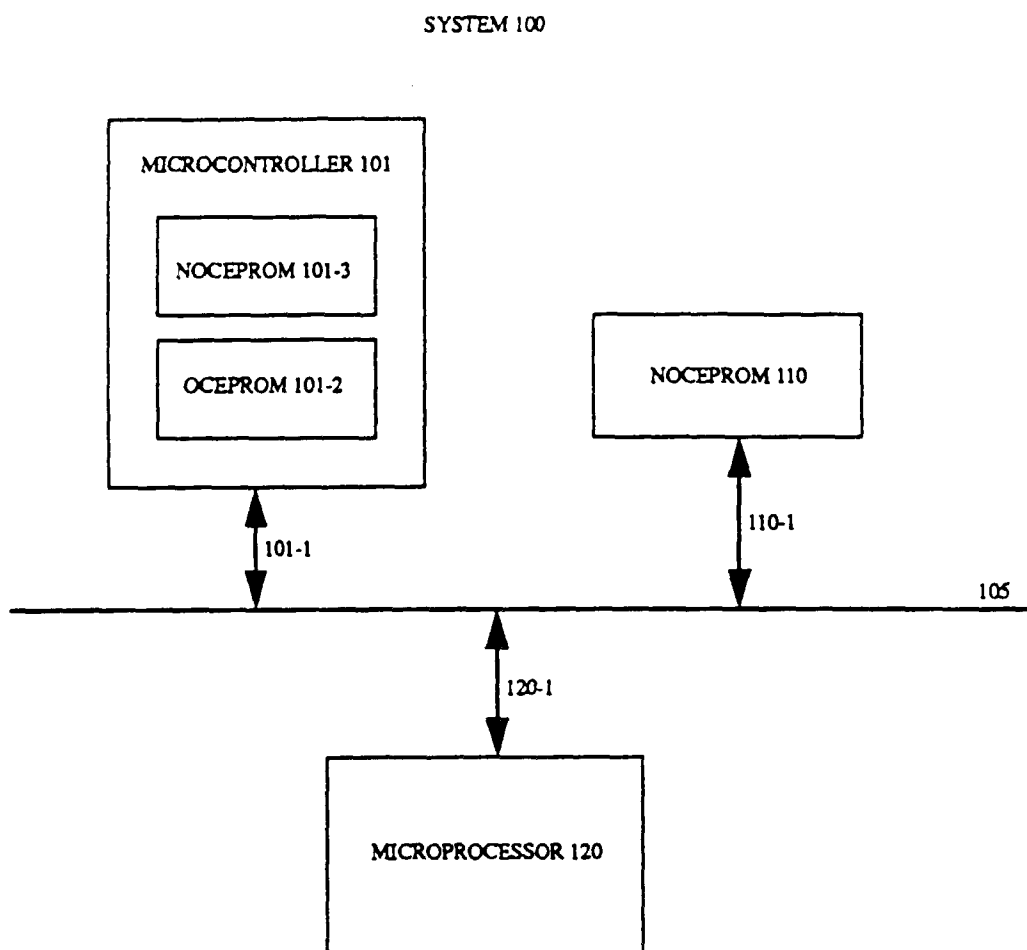 SYSTEM 100
MICROCONTROLLER 101
NOCEPROM 101-3
OCEPROM 101-2
NOCEPROM 110
101-1
110-1
105
120-1
MICROPROCESSOR 120